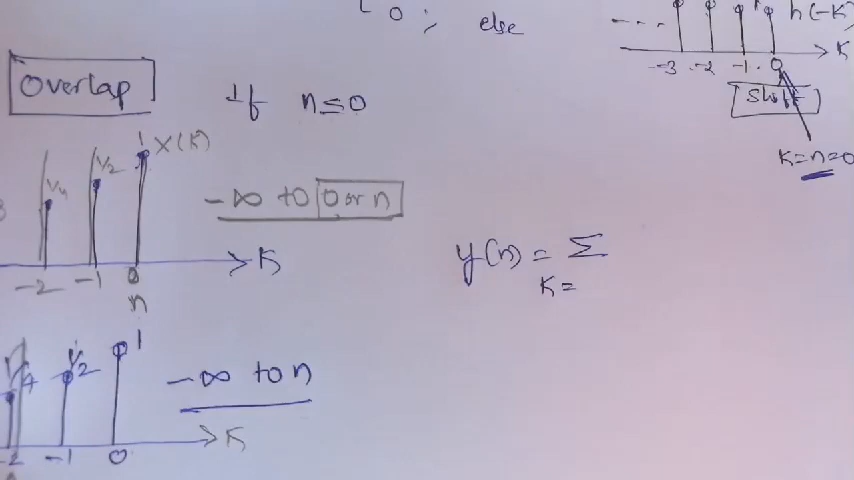 0 ; else
h(-K)
K
-3 -2 -1 0
Shift
K=n=0
Overlap
If n≤0
1 x(K)
1/2
1/4
-∞ to 0 or n
K
-2 -1 0
n
y(n) = Σ
K=
1
1/2
1/4
-∞ to n
K
-2 -1 0